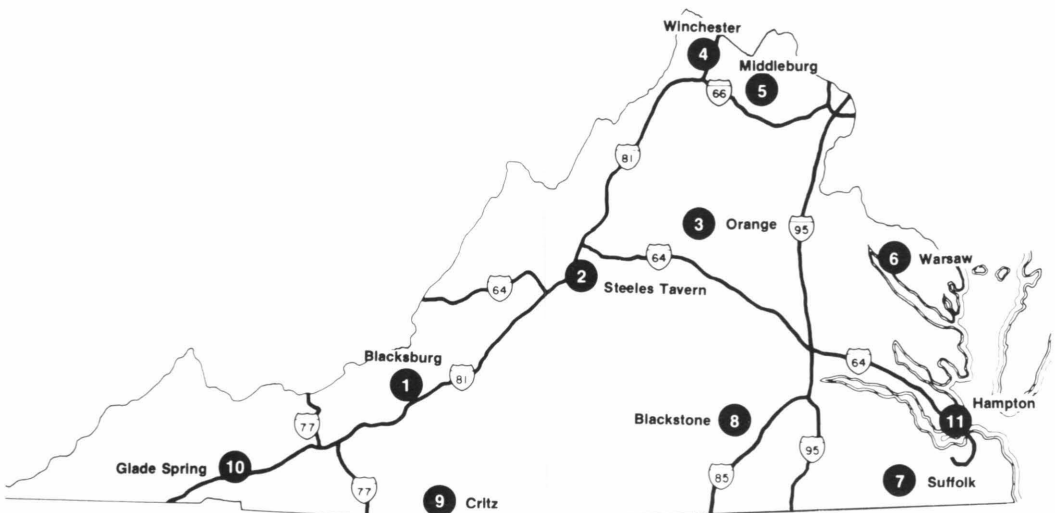 Winchester
4
Middleburg
5
66
81
3
Orange
95
6
Warsaw
64
2
Steeles Tavern
64
Blacksburg
1
81
64
Hampton
11
Blackstone
8
77
Glade Spring
10
95
7
Suffolk
77
85
9
Critz